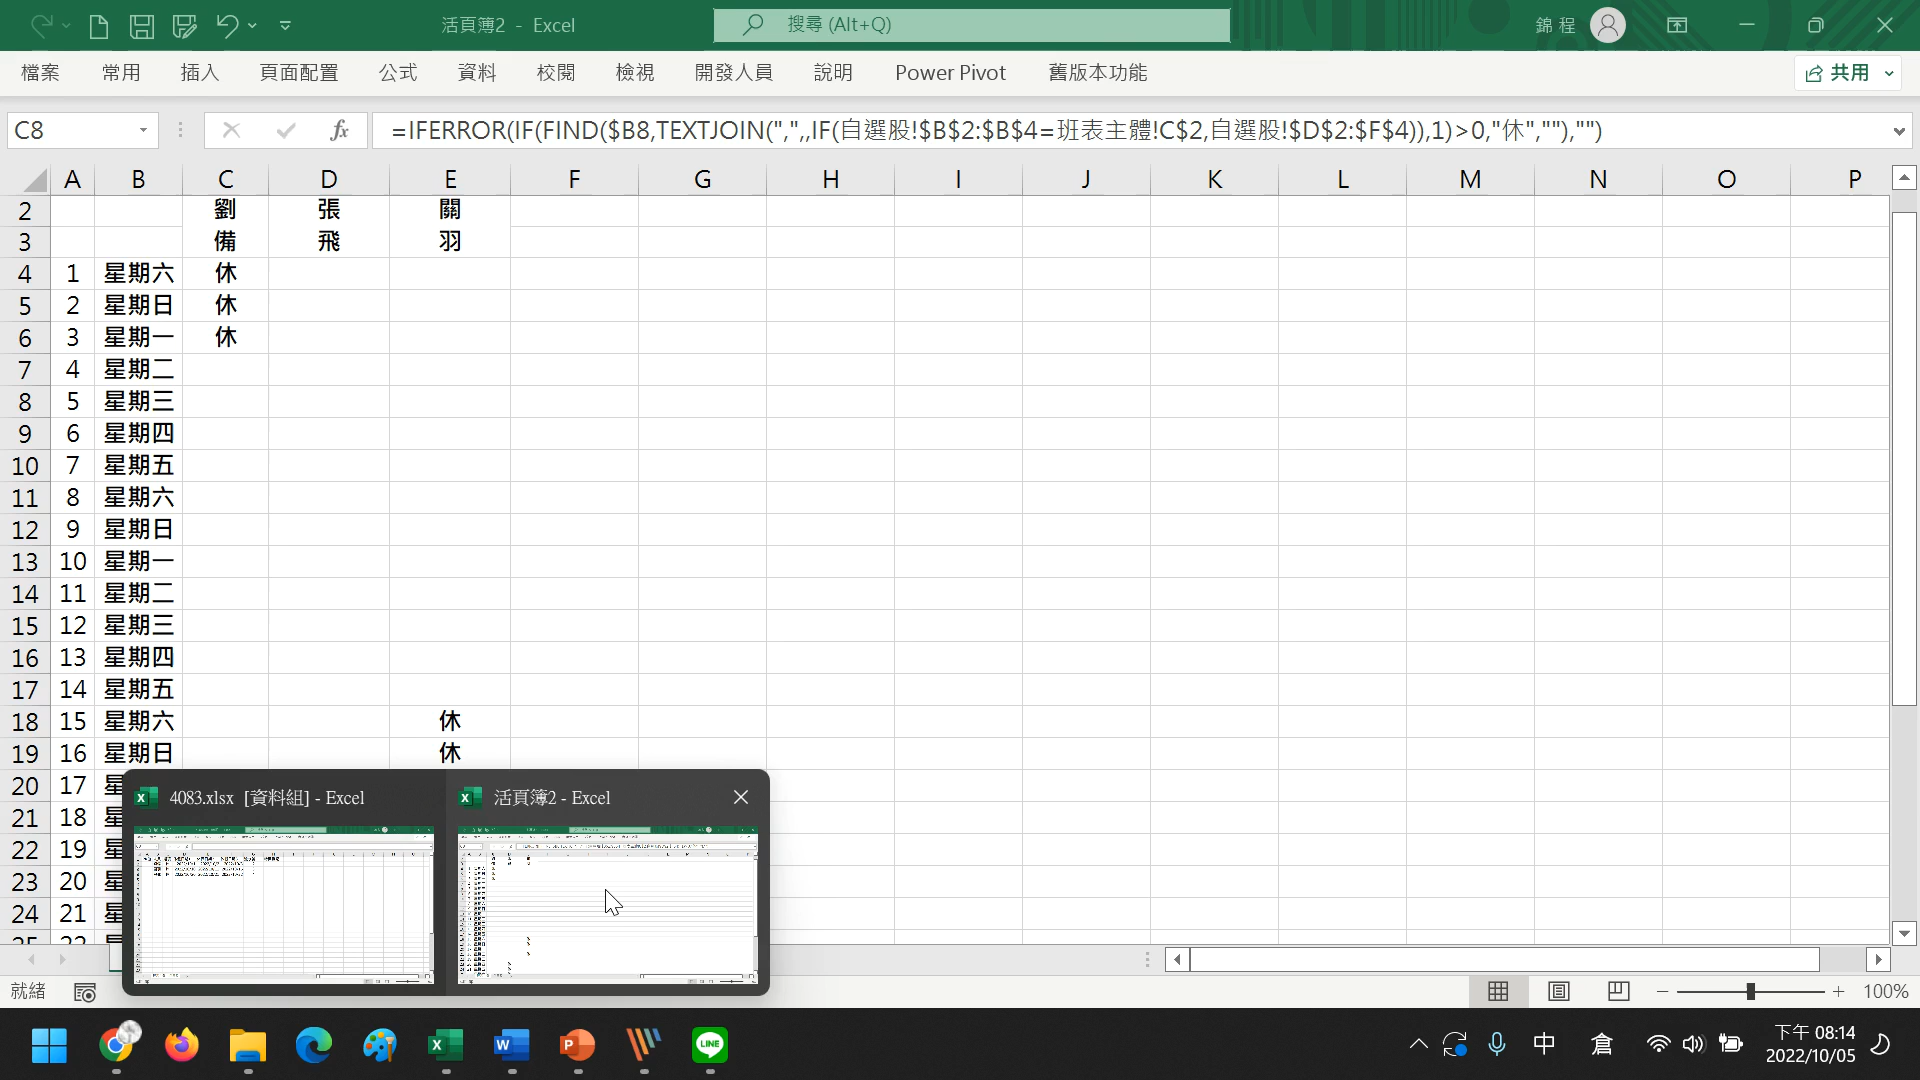 活頁簿2 - Excel
搜尋 (Alt+Q)
錦 程
檔案 常用 插入 頁面配置 公式 資料 校閱 檢視 開發人員 說明 Power Pivot 舊版本功能 共用
C8 fx =IFERROR(IF(FIND($B8,TEXTJOIN(",",,IF(自選股!$B$2:$B$4=班表主體!C$2,自選股!$D$2:$F$4)),1)>0,"休",""),"")
A B C D E F G H I J K L M N O P
2 劉 張 關
3 備 飛 羽
4 1 星期六 休
5 2 星期日 休
6 3 星期一 休
7 4 星期二
8 5 星期三
9 6 星期四
10 7 星期五
11 8 星期六
12 9 星期日
13 10 星期一
14 11 星期二
15 12 星期三
16 13 星期四
17 14 星期五
18 15 星期六 休
19 16 星期日 休
20 17
21 18
22 19
23 20
24 21
25 22
4083.xlsx [資料組] - Excel
活頁簿2 - Excel
就緒
100%
中 倉
下午 08:14
2022/10/05
LINE